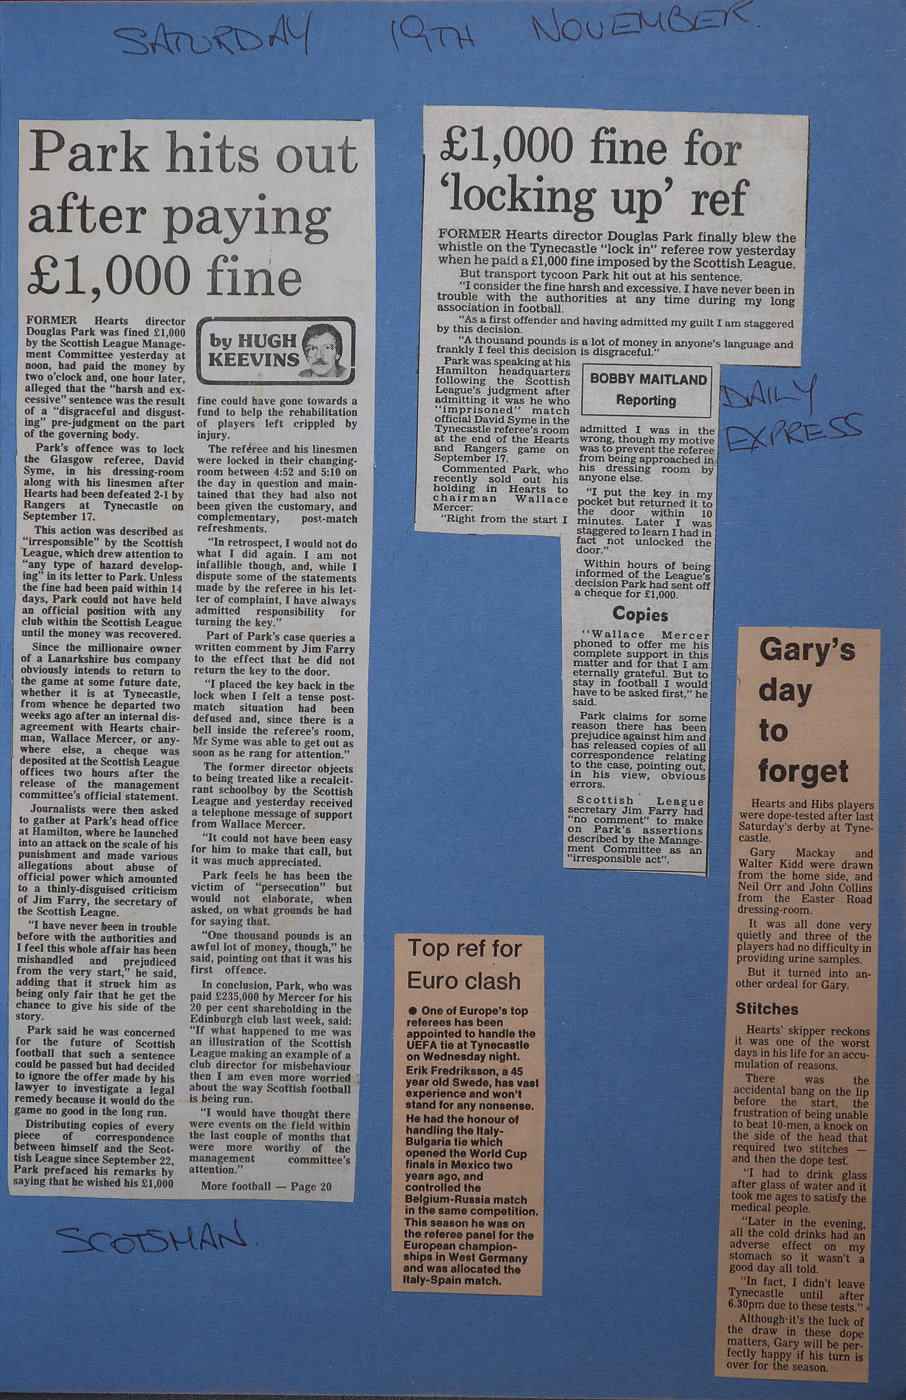 SATURDAY 19TH NOVEMBER.
Park hits out
after paying
£1,000 fine
FORMER Hearts director
Douglas Park was fined £1,000
by the Scottish League Manage-
ment Committee yesterday at
noon, had paid the money by
two o'clock and, one hour later,
alleged that the "harsh and ex-
cessive" sentence was the result
of a "disgraceful and disgust-
ing" pre-judgment on the part
of the governing body.
Park's offence was to lock
the Glasgow referee, David
Syme, in his dressing-room
along with his linesmen after
Hearts had been defeated 2-1 by
Rangers at Tynecastle on
September 17.
This action was described as
"irresponsible" by the Scottish
League, which drew attention to
"any type of hazard develop-
ing" in its letter to Park. Unless
the fine had been paid within 14
days, Park could not have held
an official position with any
club within the Scottish League
until the money was recovered.
Since the millionaire owner
of a Lanarkshire bus company
obviously intends to return to
the game at some future date,
whether it is at Tynecastle,
from whence he departed two
weeks ago after an internal dis-
agreement with Hearts chair-
man, Wallace Mercer, or any-
where else, a cheque was
deposited at the Scottish League
offices two hours after the
release of the management
committee's official statement.
Journalists were then asked
to gather at Park's head office
at Hamilton, where he launched
into an attack on the scale of his
punishment and made various
allegations about abuse of
official power which amounted
to a thinly-disguised criticism
of Jim Farry, the secretary of
the Scottish League.
"I have never been in trouble
before with the authorities and
I feel this whole affair has been
mishandled and prejudiced
from the very start," he said,
adding that it struck him as
being only fair that he get the
chance to give his side of the
story.
Park said he was concerned
for the future of Scottish
football that such a sentence
could be passed but had decided
to ignore the offer made by his
lawyer to investigate a legal
remedy because it would do the
game no good in the long run.
Distributing copies of every
piece of correspondence
between himself and the Scot-
tish League since September 22,
Park prefaced his remarks by
saying that he wished his £1,000
by HUGH
KEEVINS
fine could have gone towards a
fund to help the rehabilitation
of players left crippled by
injury.
The referee and his linesmen
were locked in their changing-
room between 4:52 and 5:10 on
the day in question and main-
tained that they had also not
been given the customary, and
complementary, post-match
refreshments.
"In retrospect, I would not do
what I did again. I am not
infallible though, and, while I
dispute some of the statements
made by the referee in his let-
ter of complaint, I have always
admitted responsibility for
turning the key."
Part of Park's case queries a
written comment by Jim Farry
to the effect that he did not
return the key to the door.
"I placed the key back in the
lock when I felt a tense post-
match situation had been
defused and, since there is a
bell inside the referee's room,
Mr Syme was able to get out as
soon as he rang for attention."
The former director objects
to being treated like a recalcit-
rant schoolboy by the Scottish
League and yesterday received
a telephone message of support
from Wallace Mercer.
"It could not have been easy
for him to make that call, but
it was much appreciated.
Park feels he has been the
victim of "persecution" but
would not elaborate, when
asked, on what grounds he had
for saying that.
"One thousand pounds is an
awful lot of money, though," he
said, pointing out that it was his
first offence.
In conclusion, Park, who was
paid £235,000 by Mercer for his
20 per cent shareholding in the
Edinburgh club last week, said:
"If what happened to me was
an illustration of the Scottish
League making an example of a
club director for misbehaviour
then I am even more worried
about the way Scottish football
is being run.
"I would have thought there
were events on the field within
the last couple of months that
were more worthy of the
management committee's
attention."
More football — Page 20
SCOTSMAN.
£1,000 fine for
'locking up' ref
FORMER Hearts director Douglas Park finally blew the
whistle on the Tynecastle "lock in" referee row yesterday
when he paid a £1,000 fine imposed by the Scottish League.
But transport tycoon Park hit out at his sentence.
"I consider the fine harsh and excessive. I have never been in
trouble with the authorities at any time during my long
association in football.
"As a first offender and having admitted my guilt I am staggered
by this decision.
"A thousand pounds is a lot of money in anyone's language and
frankly I feel this decision is disgraceful."
Park was speaking at his
Hamilton headquarters
following the Scottish
League's judgment after
admitting it was he who
"imprisoned" match
official David Syme in the
Tynecastle referee's room
at the end of the Hearts
and Rangers game on
September 17.
Commented Park, who
recently sold out his
holding in Hearts to
chairman Wallace
Mercer:
"Right from the start I
BOBBY MAITLAND
Reporting
admitted I was in the
wrong, though my motive
was to prevent the referee
from being approached in
his dressing room by
anyone else.
"I put the key in my
pocket but returned it to
the door within 10
minutes. Later I was
staggered to learn I had in
fact not unlocked the
door."
Within hours of being
informed of the League's
decision Park had sent off
a cheque for £1,000.
Copies
"Wallace Mercer
phoned to offer me his
complete support in this
matter and for that I am
eternally grateful. But to
stay in football I would
have to be asked first," he
said.
Park claims for some
reason there has been
prejudice against him and
has released copies of all
correspondence relating
to the case, pointing out,
in his view, obvious
errors.
Scottish League
secretary Jim Farry had
"no comment" to make
on Park's assertions
described by the Manage-
ment Committee as an
"irresponsible act".
DAILY
EXPRESS
Top ref for
Euro clash
● One of Europe's top
referees has been
appointed to handle the
UEFA tie at Tynecastle
on Wednesday night.
Erik Fredriksson, a 45
year old Swede, has vast
experience and won't
stand for any nonsense.
He had the honour of
handling the Italy-
Bulgaria tie which
opened the World Cup
finals in Mexico two
years ago, and
controlled the
Belgium-Russia match
in the same competition.
This season he was on
the referee panel for the
European champion-
ships in West Germany
and was allocated the
Italy-Spain match.
Gary's
day
to
forget
Hearts and Hibs players
were dope-tested after last
Saturday's derby at Tyne-
castle.
Gary Mackay and
Walter Kidd were drawn
from the home side, and
Neil Orr and John Collins
from the Easter Road
dressing-room.
It was all done very
quietly and three of the
players had no difficulty in
providing urine samples.
But it turned into an-
other ordeal for Gary.
Stitches
Hearts' skipper reckons
it was one of the worst
days in his life for an accu-
mulation of reasons.
There was the
accidental bang on the lip
before the start, the
frustration of being unable
to beat 10-men, a knock on
the side of the head that
required two stitches —
and then the dope test.
"I had to drink glass
after glass of water and it
took me ages to satisfy the
medical people.
"Later in the evening,
all the cold drinks had an
adverse effect on my
stomach so it wasn't a
good day all told.
"In fact, I didn't leave
Tynecastle until after
6.30pm due to these tests."
Although it's the luck of
the draw in these dope
matters, Gary will be per-
fectly happy if his turn is
over for the season.